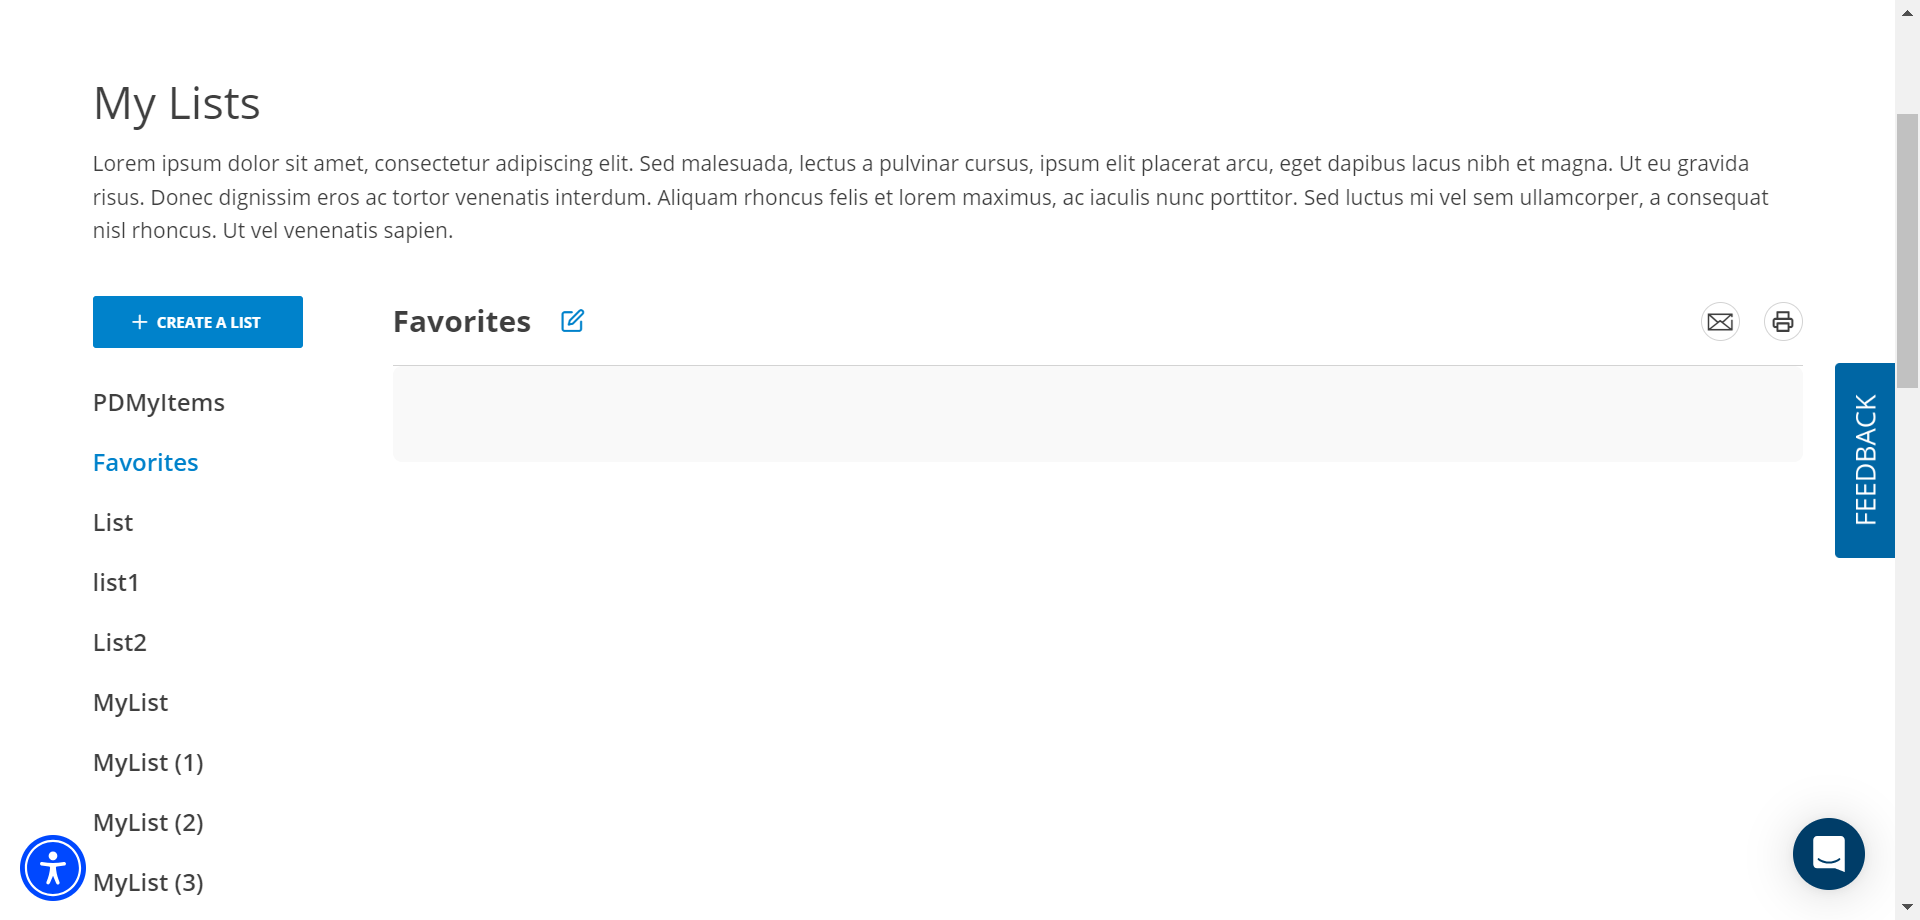 My Lists
Lorem ipsum dolor sit amet, consectetur adipiscing elit. Sed malesuada, lectus a pulvinar cursus, ipsum elit placerat arcu, eget dapibus lacus nibh et magna. Ut eu gravida
risus. Donec dignissim eros ac tortor venenatis interdum. Aliquam rhoncus felis et lorem maximus, ac iaculis nunc porttitor. Sed luctus mi vel sem ullamcorper, a consequat
nisl rhoncus. Ut vel venenatis sapien.
CREATE A LIST
Favorites
PDMyItems
Favorites
List
list1
List2
MyList
MyList (1)
MyList (2)
MyList (3)
FEEDBACK